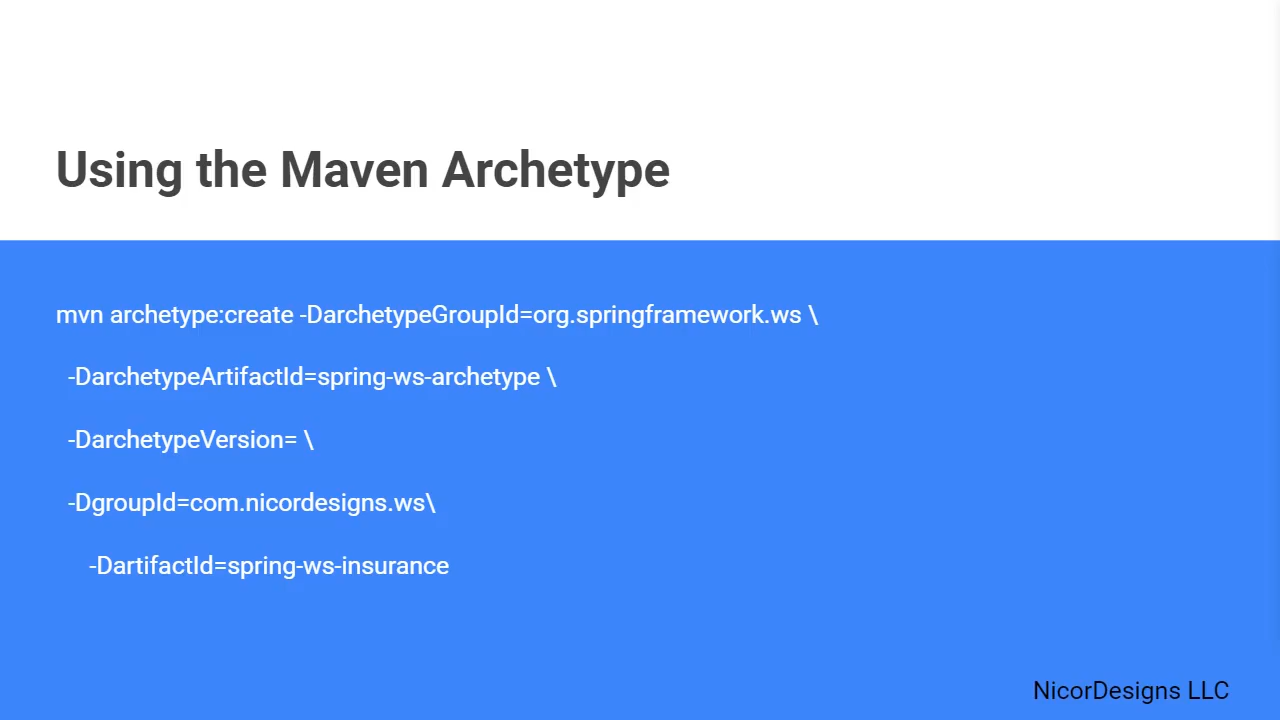 Using the Maven Archetype
mvn archetype:create -DarchetypeGroupId=org.springframework.ws \
-DarchetypeArtifactId=spring-ws-archetype \
-DarchetypeVersion= \
-DgroupId=com.nicordesigns.ws\
-DartifactId=spring-ws-insurance
NicorDesigns LLC